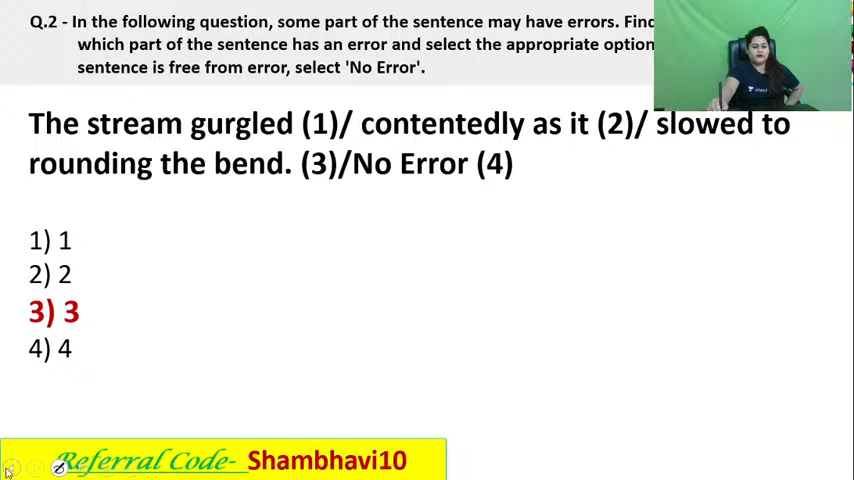 Q.2 - In the following question, some part of the sentence may have errors. Find
which part of the sentence has an error and select the appropriate option
sentence is free from error, select 'No Error'.
The stream gurgled (1)/ contentedly as it (2)/ slowed to
rounding the bend. (3)/No Error (4)
1) 1
2) 2
3) 3
4) 4
Referral Code- Shambhavi10